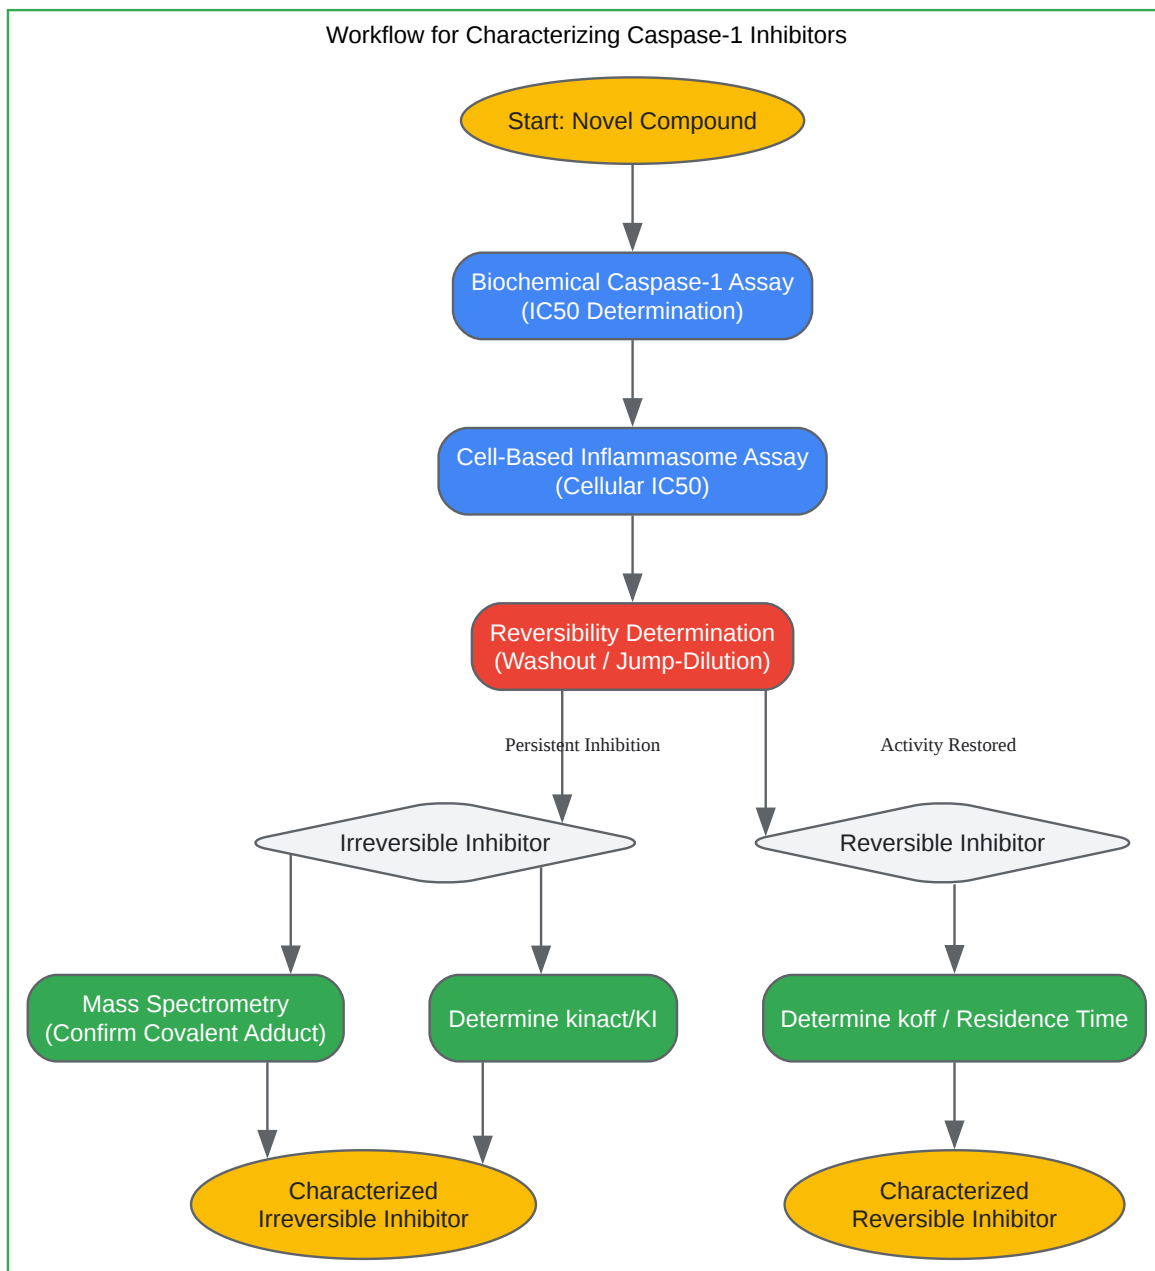 Workflow for Characterizing Caspase-1 Inhibitors
Start: Novel Compound
Biochemical Caspase-1 Assay
(IC50 Determination)
Cell-Based Inflammasome Assay
(Cellular IC50)
Reversibility Determination
(Washout / Jump-Dilution)
Persistent Inhibition
Activity Restored
Irreversible Inhibitor
Reversible Inhibitor
Mass Spectrometry
(Confirm Covalent Adduct)
Determine kinact/KI
Determine koff / Residence Time
Characterized
Irreversible Inhibitor
Characterized
Reversible Inhibitor